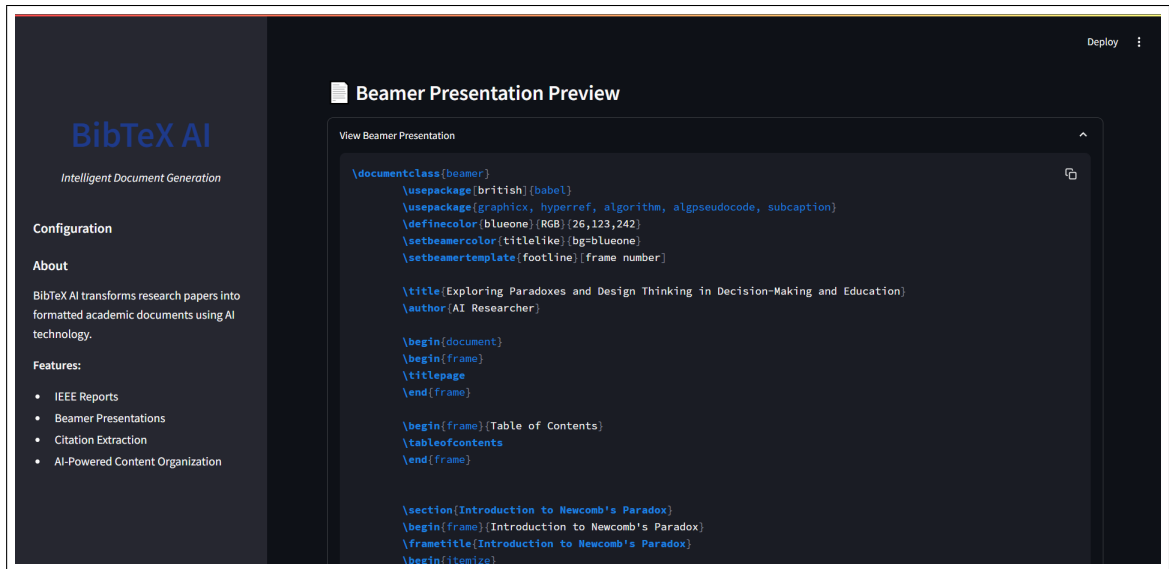 Deploy
BibTeX AI
Intelligent Document Generation
Configuration
About
BibTeX AI transforms research papers into
formatted academic documents using AI
technology.
Features:
• IEEE Reports
• Beamer Presentations
• Citation Extraction
• AI-Powered Content Organization
Beamer Presentation Preview
View Beamer Presentation
\documentclass{beamer}
\usepackage[british]{babel}
\usepackage{graphicx, hyperref, algorithm, algpseudocode, subcaption}
\definecolor{blueone}{RGB}{26,123,242}
\setbeamercolor{titlelike}{bg=blueone}
\setbeamertemplate{footline}[frame number]
\title{Exploring Paradoxes and Design Thinking in Decision-Making and Education}
\author{AI Researcher}
\begin{document}
\begin{frame}
\titlepage
\end{frame}
\begin{frame}{Table of Contents}
\tableofcontents
\end{frame}
\section{Introduction to Newcomb's Paradox}
\begin{frame}{Introduction to Newcomb's Paradox}
\frametitle{Introduction to Newcomb's Paradox}
\begin{itemize}